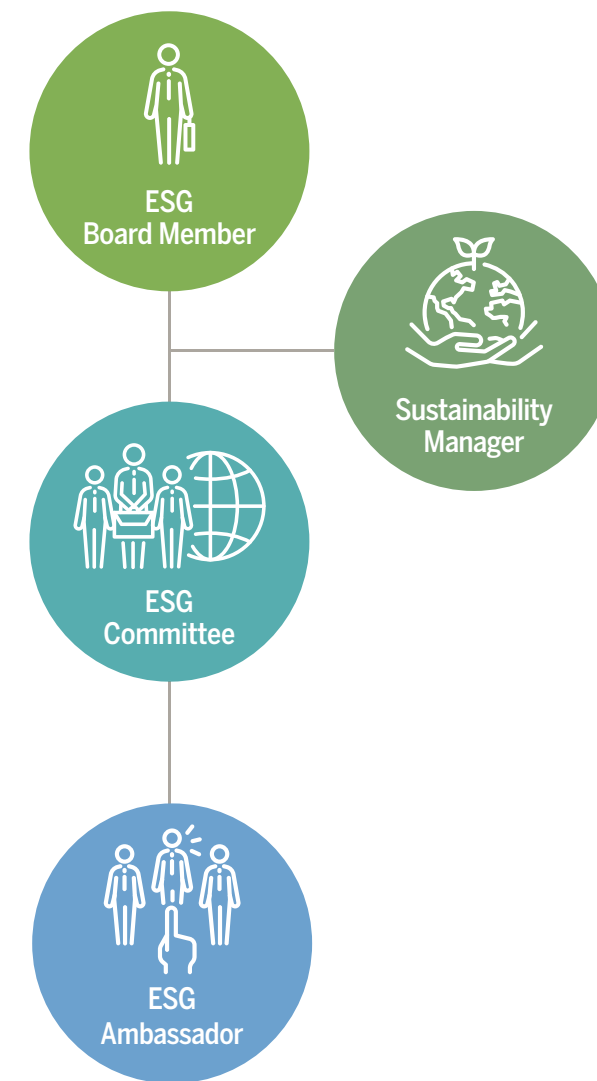 ESG
Board Member
Sustainability
Manager
ESG
Committee
ESG
Ambassador